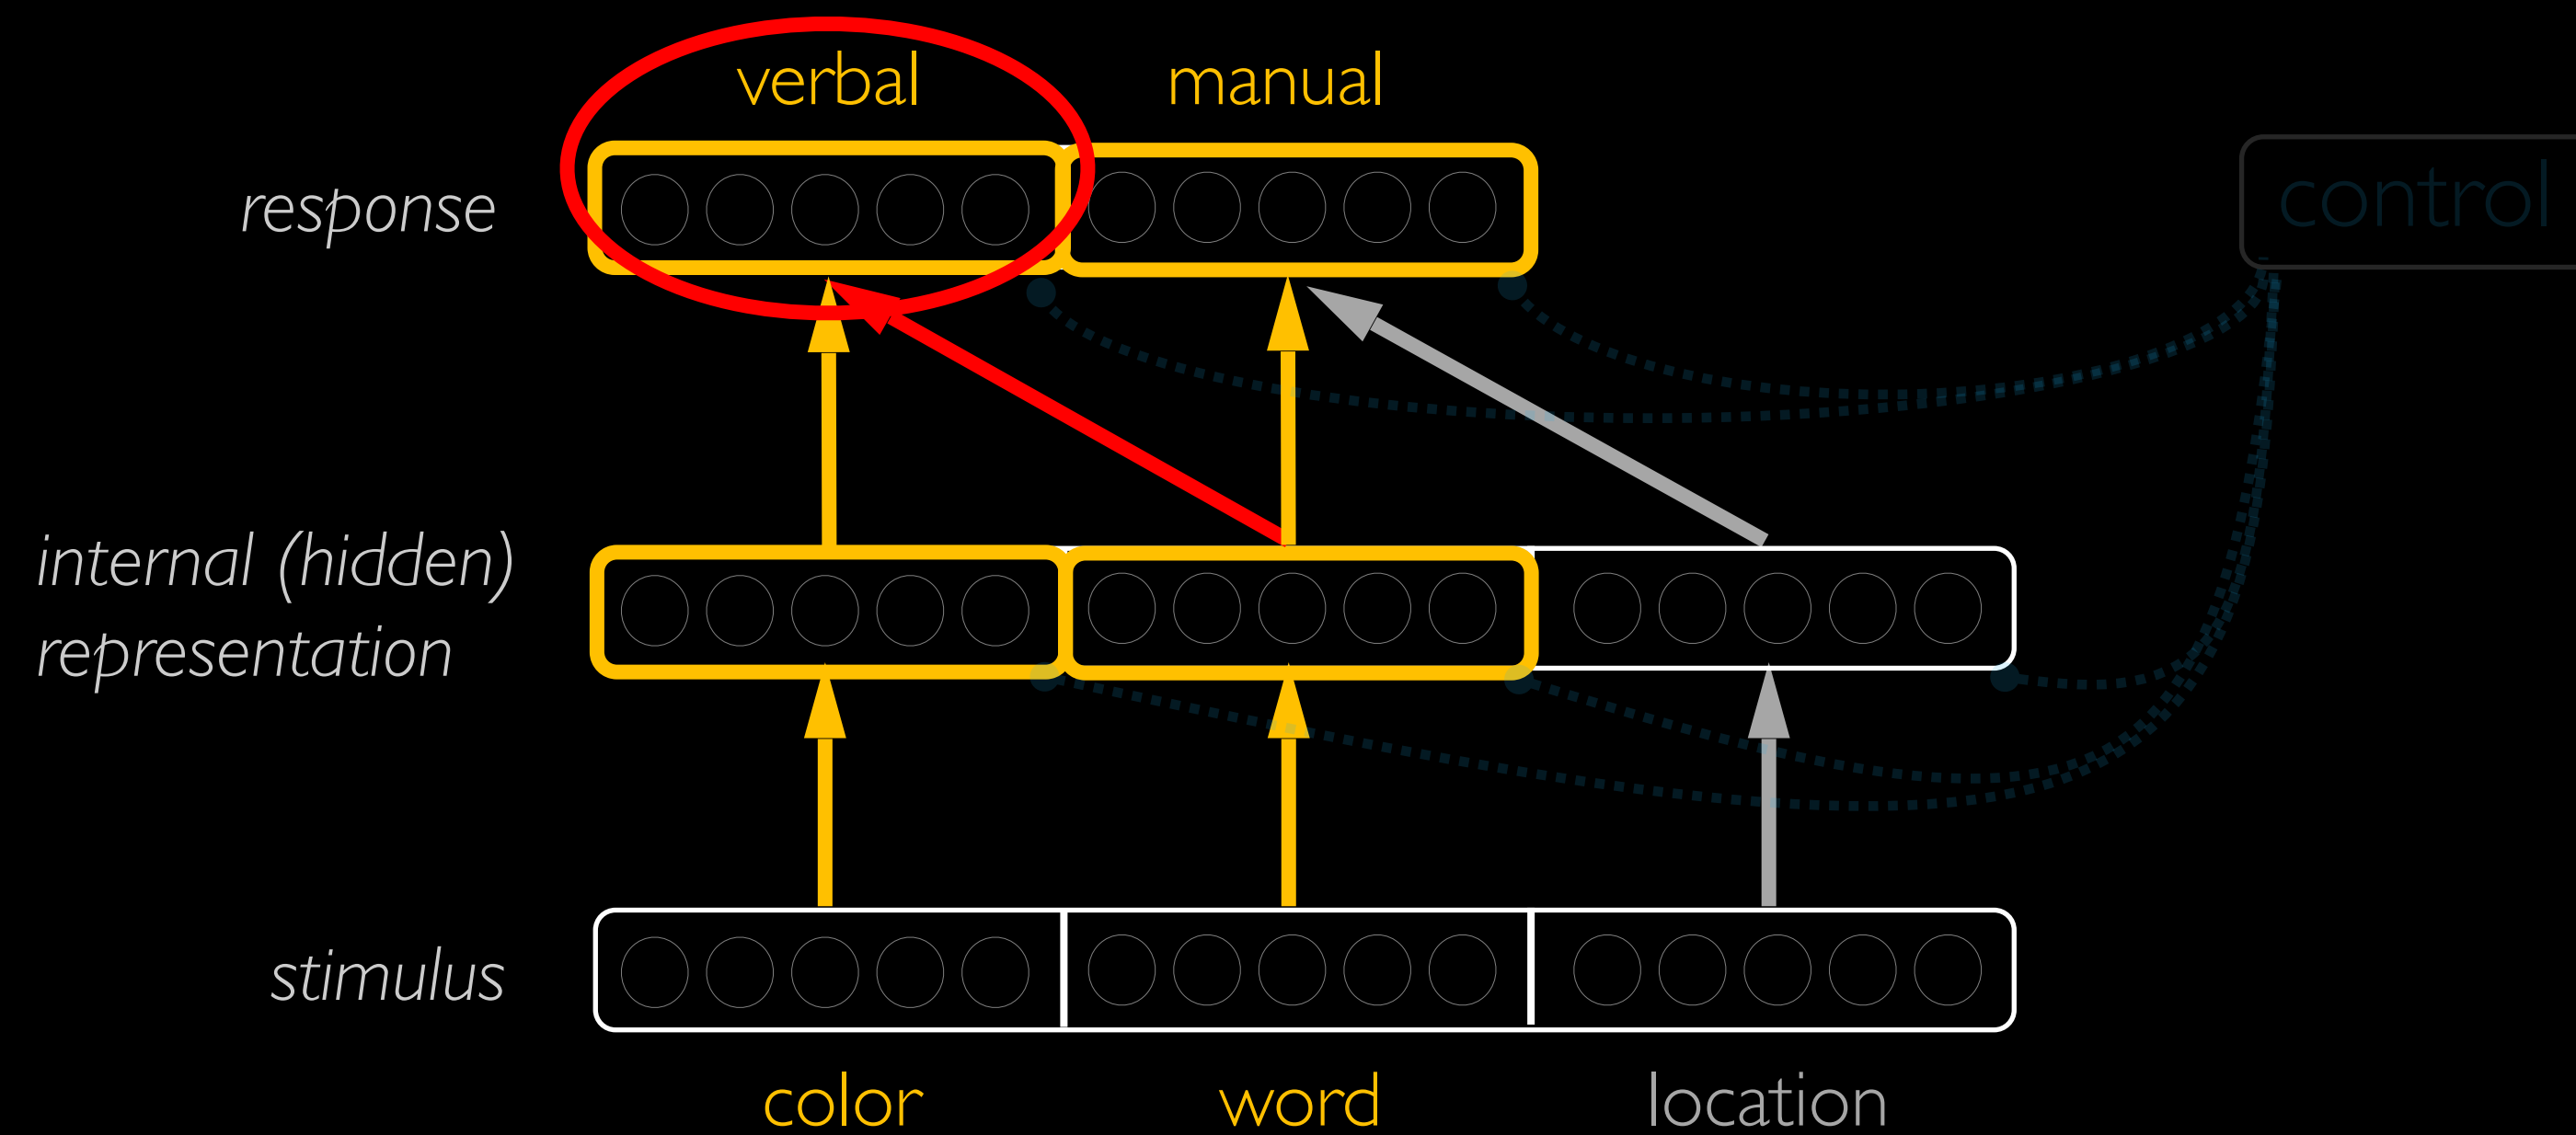 verbal
manual
response
control
internal (hidden)
representation
stimulus
color
word
location